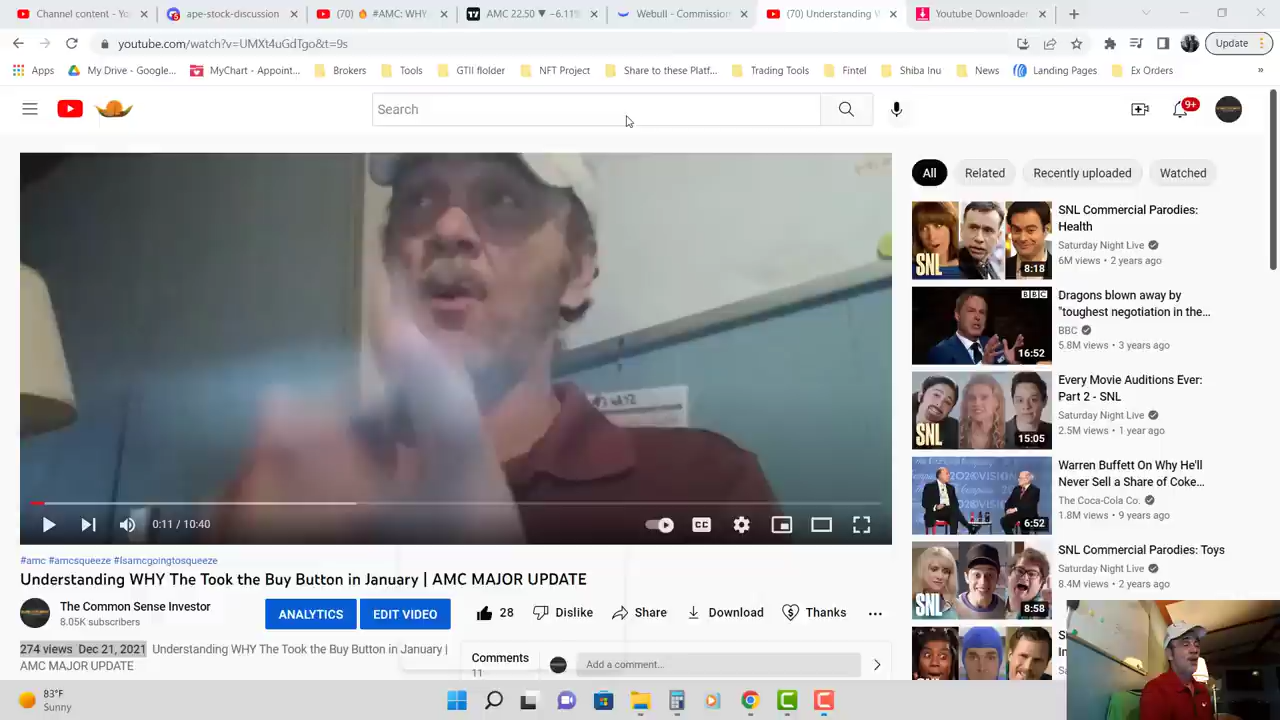 Channel content - Yo
ape-stock-discussion
(70) 🔥 #AMC: WHY
AMC 22.50 ▼ −6.11%
Webull - Commission
(70) Understanding W
Youtube Downloader
youtube.com/watch?v=UMXt4uGdTgo&t=9s
Update
Apps
My Drive - Google...
MyChart - Appoint...
Brokers
Tools
GTII flolder
NFT Project
Share to these Platf...
Trading Tools
Fintel
Shiba Inu
News
Landing Pages
Ex Orders
»
Search
9+
All
Related
Recently uploaded
Watched
SNL Commercial Parodies:
Health
Saturday Night Live
6M views • 2 years ago
SNL
8:18
Dragons blown away by
"toughest negotiation in the...
BBC
5.8M views • 3 years ago
BBC
16:52
Every Movie Auditions Ever:
Part 2 - SNL
Saturday Night Live
2.5M views • 1 year ago
SNL
15:05
Warren Buffett On Why He'll
Never Sell a Share of Coke...
The Coca-Cola Co.
1.8M views • 9 years ago
6:52
SNL Commercial Parodies: Toys
Saturday Night Live
8.4M views • 2 years ago
SNL
8:58
0:11 / 10:40
CC
#amc #amcsqueeze #Isamcgoingtosqueeze
Understanding WHY The Took the Buy Button in January | AMC MAJOR UPDATE
The Common Sense Investor
8.05K subscribers
ANALYTICS
EDIT VIDEO
28
Dislike
Share
Download
Thanks
274 views Dec 21, 2021 Understanding WHY The Took the Buy Button in January |
AMC MAJOR UPDATE
Comments
11
Add a comment...
83°F
Sunny